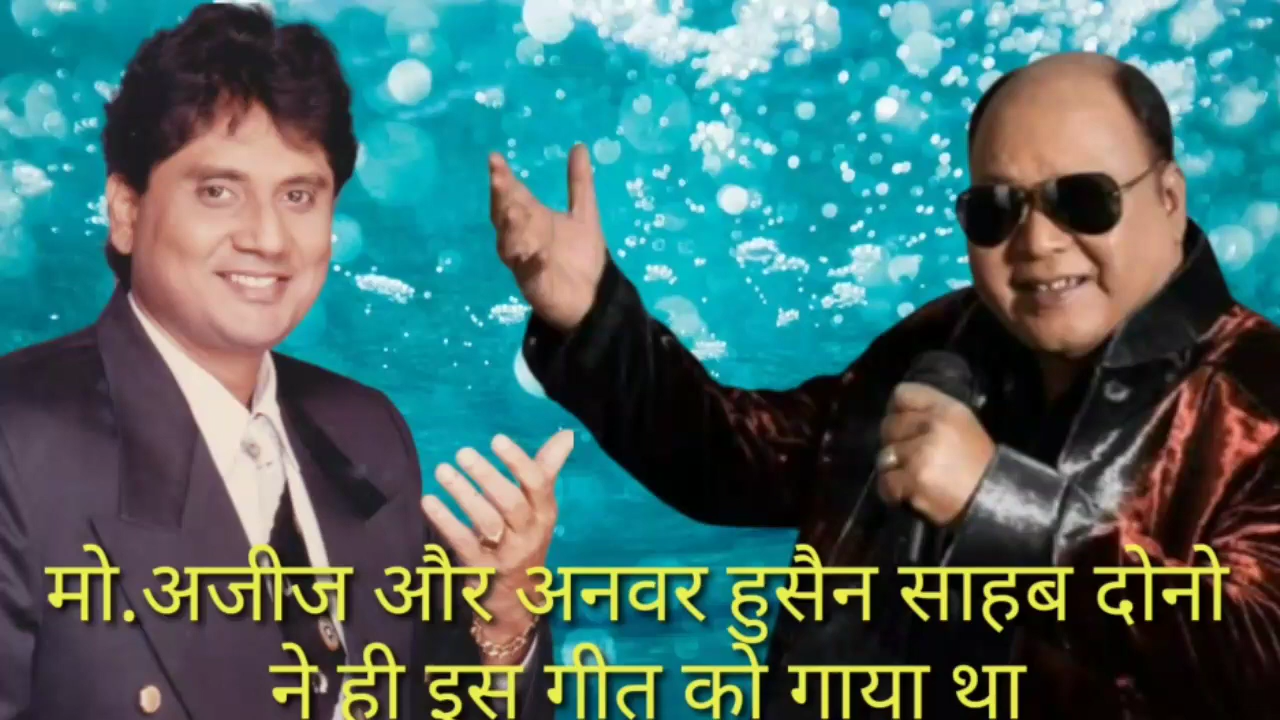 मो.अजीज और अनवर हुसैन साहब दोनो
ने ही इस गीत को गाया था